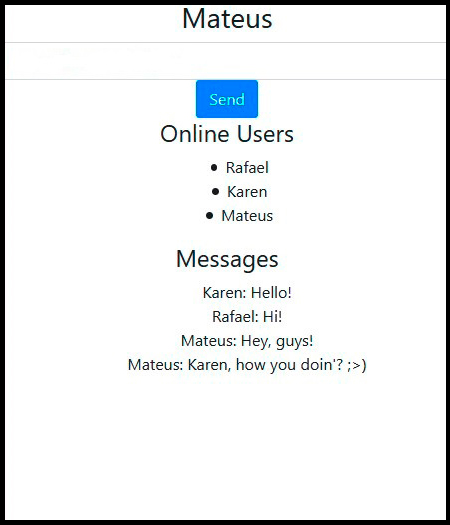 Mateus
Send
Online Users
Rafael
Karen
Mateus
Messages
Karen: Hello!
Rafael: Hi!
Mateus: Hey, guys!
Mateus: Karen, how you doin'? ;>)